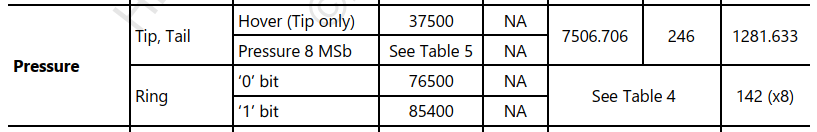 Pressure
Tip, Tail
Hover (Tip only) 37500 NA
Pressure 8 MSb See Table 5 NA
7506.706 246 1281.633
Ring
‘0’ bit 76500 NA
‘1’ bit 85400 NA
See Table 4 142 (x8)